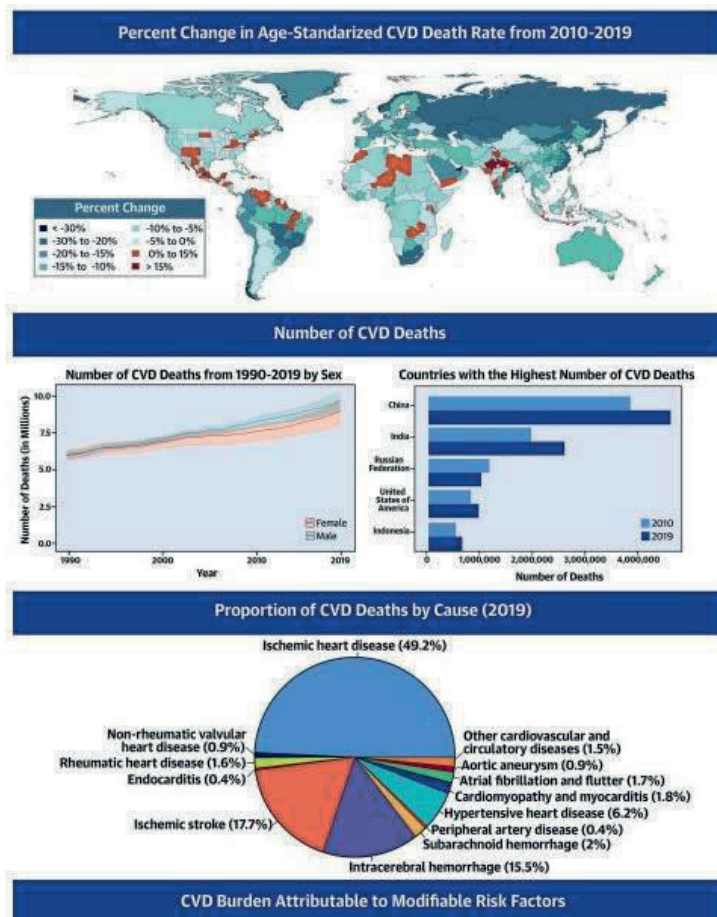 Percent Change in Age-Standarized CVD Death Rate from 2010-2019
Percent Change
< -30%
-30% to -20%
-20% to -15%
-15% to -10%
-10% to -5%
-5% to 0%
0% to 15%
> 15%
Number of CVD Deaths
Number of CVD Deaths from 1990-2019 by Sex
Number of Deaths (in Millions)
10.0
7.5
5.0
2.5
0.0
1990
2000
2010
2019
Year
Female
Male
Countries with the Highest Number of CVD Deaths
China
India
Russian
Federation
United
States of
America
Indonesia
0
1,000,000
2,000,000
3,000,000
4,000,000
Number of Deaths
2010
2019
Proportion of CVD Deaths by Cause (2019)
Ischemic heart disease (49.2%)
Non-rheumatic valvular
heart disease (0.9%)
Rheumatic heart disease (1.6%)
Endocarditis (0.4%)
Ischemic stroke (17.7%)
Intracerebral hemorrhage (15.5%)
Other cardiovascular and
circulatory diseases (1.5%)
Aortic aneurysm (0.9%)
Atrial fibrillation and flutter (1.7%)
Cardiomyopathy and myocarditis (1.8%)
Hypertensive heart disease (6.2%)
Peripheral artery disease (0.4%)
Subarachnoid hemorrhage (2%)
CVD Burden Attributable to Modifiable Risk Factors